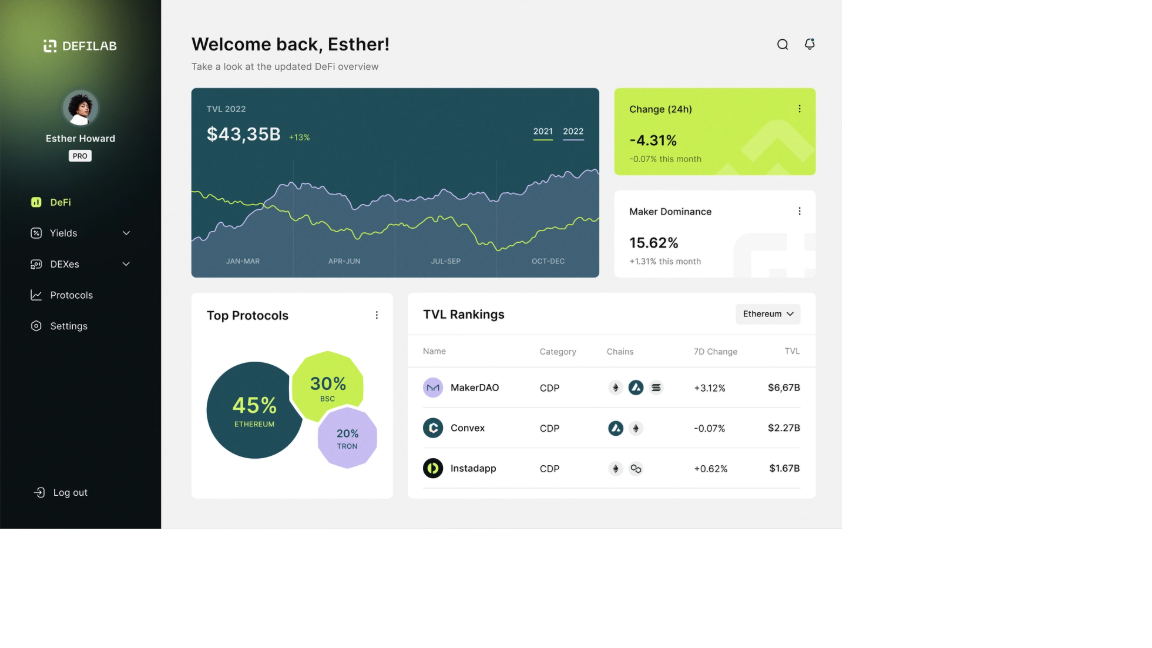 DEFILAB
Esther Howard
PRO
DeFi
Yields
DEXes
Protocols
Settings
Log out
Welcome back, Esther!
Take a look at the updated DeFi overview
TVL 2022
$43,35B +13%
2021 2022
JAN-MAR APR-JUN JUL-SEP OCT-DEC
Change (24h)
-4.31%
-0.07% this month
Maker Dominance
15.62%
+1.31% this month
Top Protocols
45%
ETHEREUM
30%
BSC
20%
TRON
TVL Rankings
Ethereum
Name Category Chains 7D Change TVL
MakerDAO CDP +3.12% $6,67B
Convex CDP -0.07% $2.27B
Instadapp CDP +0.62% $1.67B